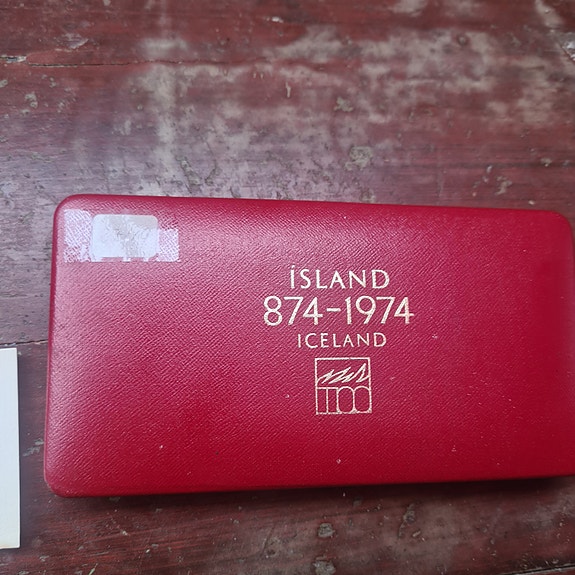 ÍSLAND
874-1974
ICELAND
1100